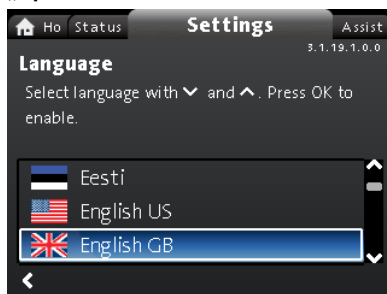 Ho Status Settings Assist
3.1.19.1.0.0
Language
Select language with and . Press OK to
enable.
Eesti
English US
English GB